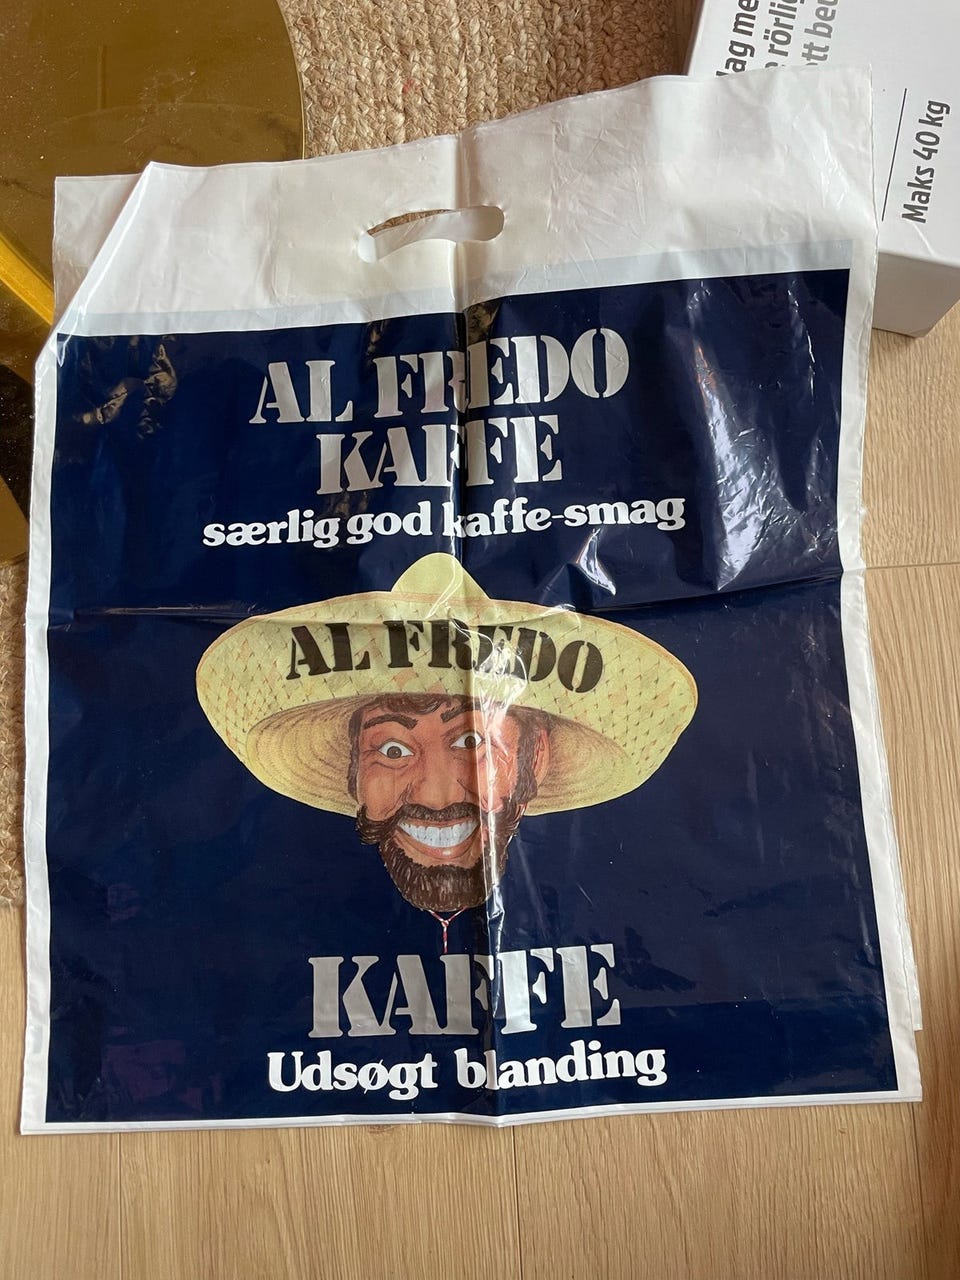 AL FREDO
KAFFE
særlig god kaffe-smag
AL FREDO
KAFFE
Udsøgt blanding
Maks 40 kg